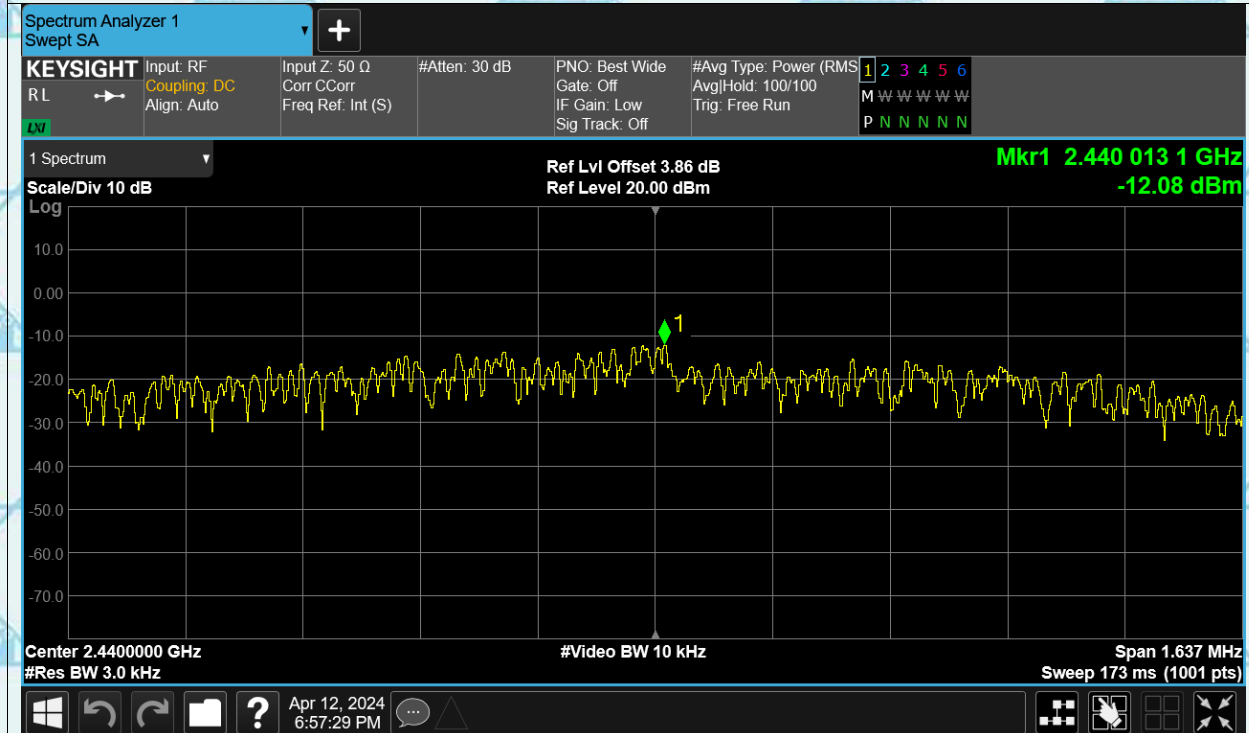 Spectrum Analyzer 1
Swept SA
+
KEYSIGHT
RL
LXI
Input: RF
Coupling: DC
Align: Auto
Input Z: 50 Ω
Corr CCorr
Freq Ref: Int (S)
#Atten: 30 dB
PNO: Best Wide
Gate: Off
IF Gain: Low
Sig Track: Off
#Avg Type: Power (RMS
Avg|Hold: 100/100
Trig: Free Run
1 2 3 4 5 6
M W W W W W W
P N N N N N N
1 Spectrum
Scale/Div 10 dB
Log
Ref Lvl Offset 3.86 dB
Ref Level 20.00 dBm
Mkr1 2.440 013 1 GHz
-12.08 dBm
10.0
0.00
-10.0
-20.0
-30.0
-40.0
-50.0
-60.0
-70.0
1
Center 2.4400000 GHz
#Res BW 3.0 kHz
#Video BW 10 kHz
Span 1.637 MHz
Sweep 173 ms (1001 pts)
?
Apr 12, 2024
6:57:29 PM